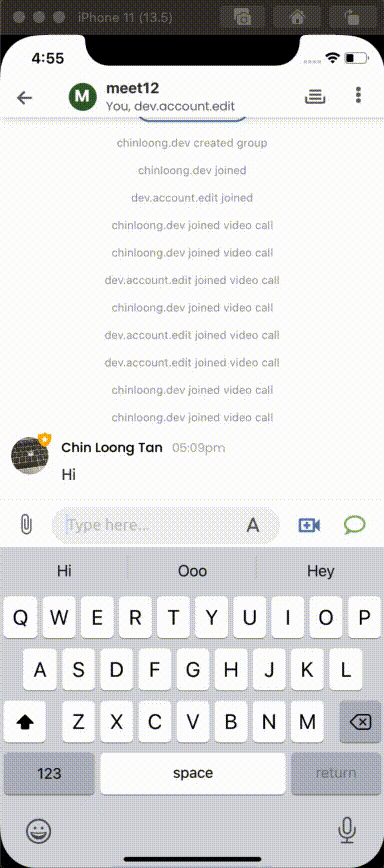 iPhone 11 (13.5)
4:55
M
meet12
You, dev.account.edit
chinloong.dev created group
chinloong.dev joined
dev.account.edit joined
chinloong.dev joined video call
chinloong.dev joined video call
dev.account.edit joined video call
chinloong.dev joined video call
dev.account.edit joined video call
dev.account.edit joined video call
chinloong.dev joined video call
chinloong.dev joined video call
Chin Loong Tan 05:09pm
Hi
Type here...
A
Hi Ooo Hey
Q W E R T Y U I O P
A S D F G H J K L
Z X C V B N M
123 space return